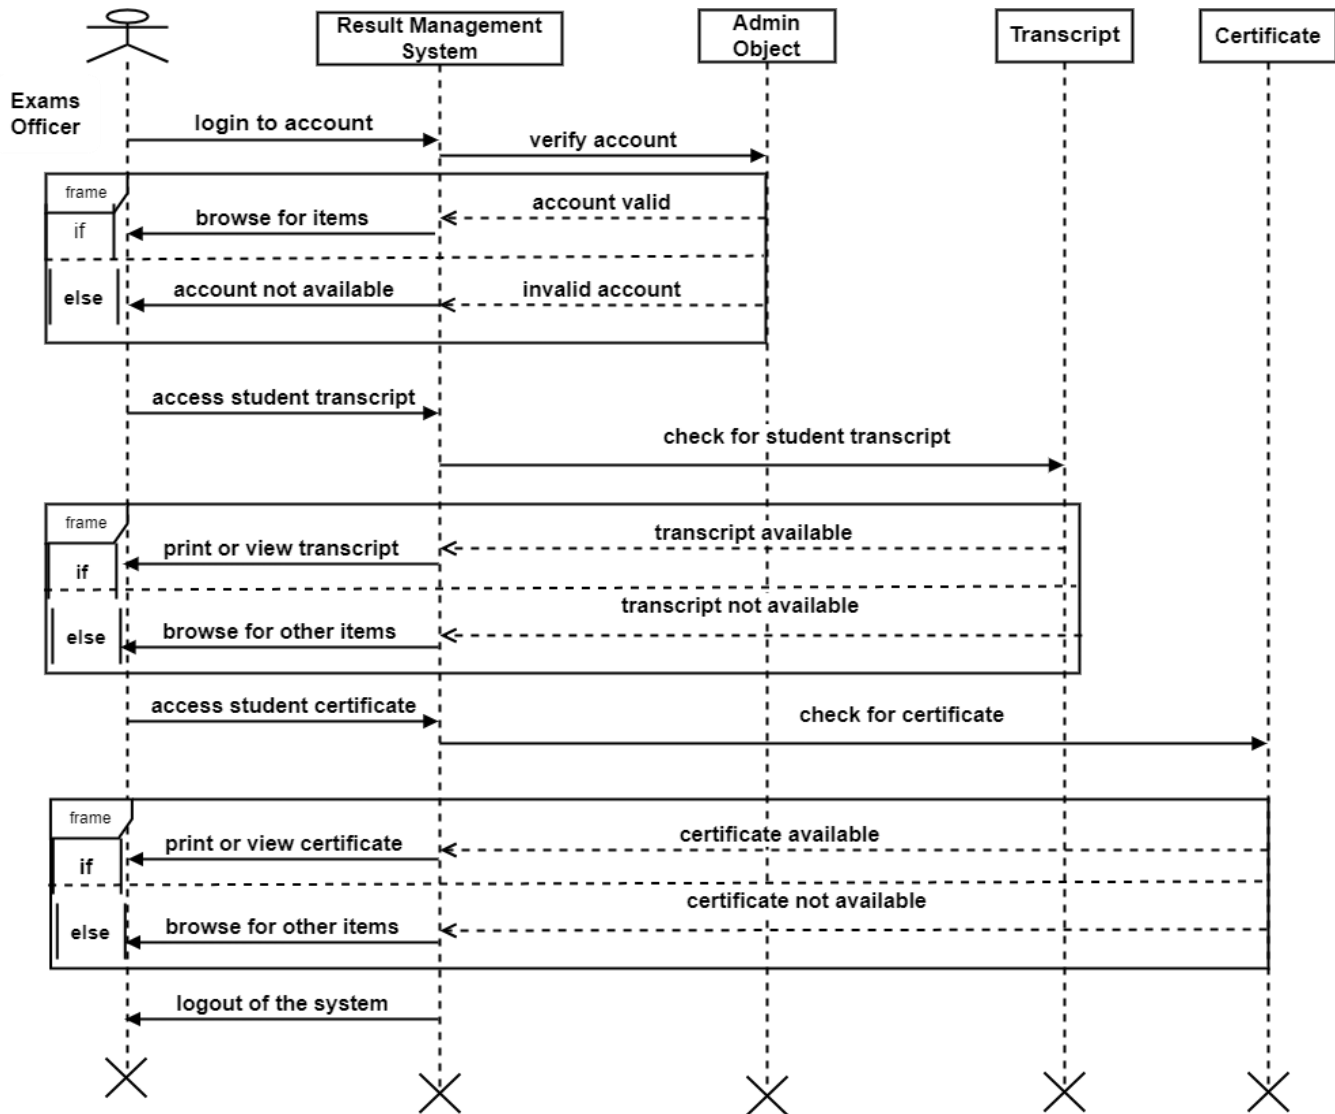 Result Management
System
Admin
Object
Transcript
Certificate
Exams
Officer
login to account
verify account
frame
account valid
browse for items
if
else
account not available
invalid account
access student transcript
check for student transcript
frame
transcript available
print or view transcript
if
transcript not available
else
browse for other items
access student certificate
check for certificate
frame
certificate available
print or view certificate
if
certificate not available
else
browse for other items
logout of the system